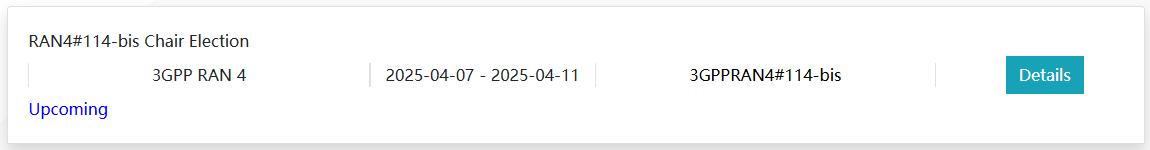 RAN4#114-bis Chair Election
3GPP RAN 4 2025-04-07 - 2025-04-11 3GPPRAN4#114-bis Details
Upcoming